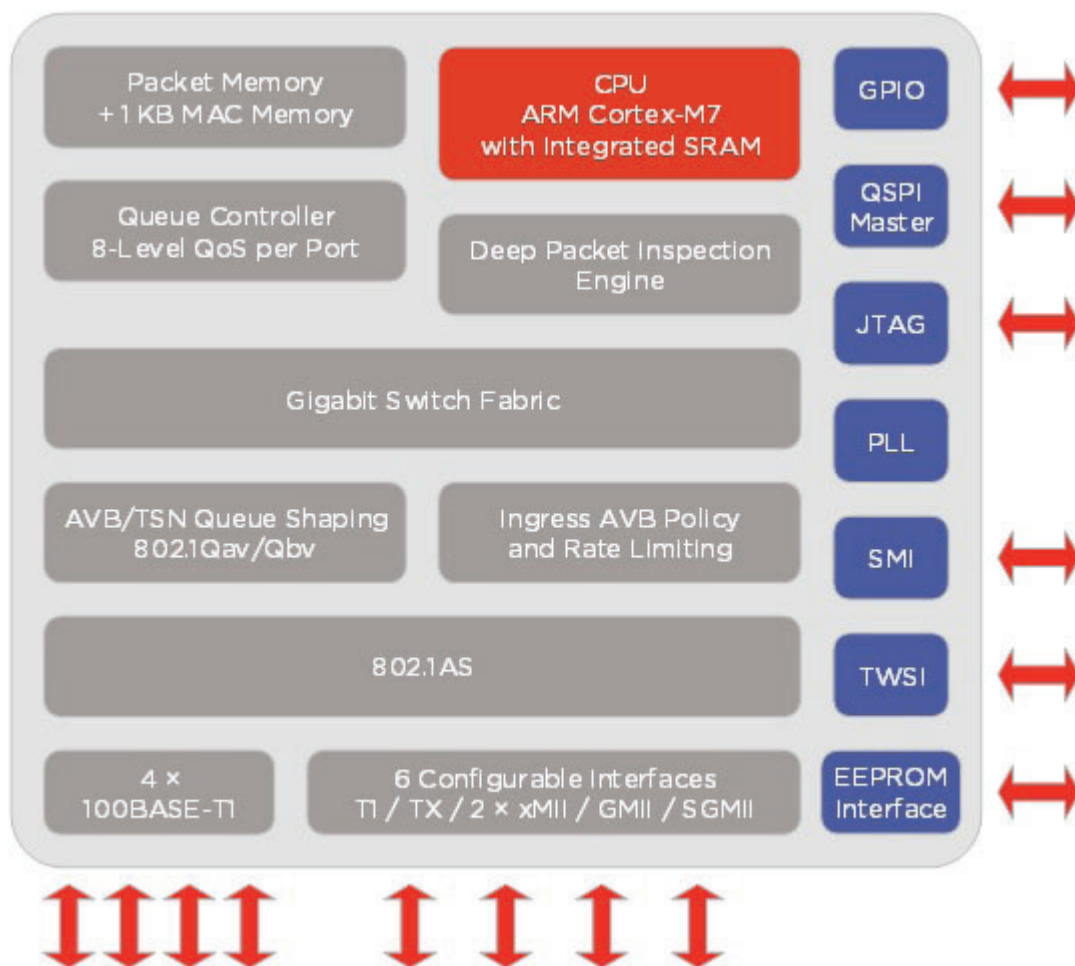 Packet Memory
+ 1 KB MAC Memory
CPU
ARM Cortex-M7
with Integrated SRAM
GPIO
Queue Controller
8-Level QoS per Port
Deep Packet Inspection
Engine
QSPI
Master
JTAG
Gigabit Switch Fabric
PLL
AVB/TSN Queue Shaping
802.1Qav/Qbv
Ingress AVB Policy
and Rate Limiting
SMI
802.1AS
TWSI
4 ×
100BASE-T1
6 Configurable Interfaces
T1 / TX / 2 × xMII / GMII / SGMII
EEPROM
Interface